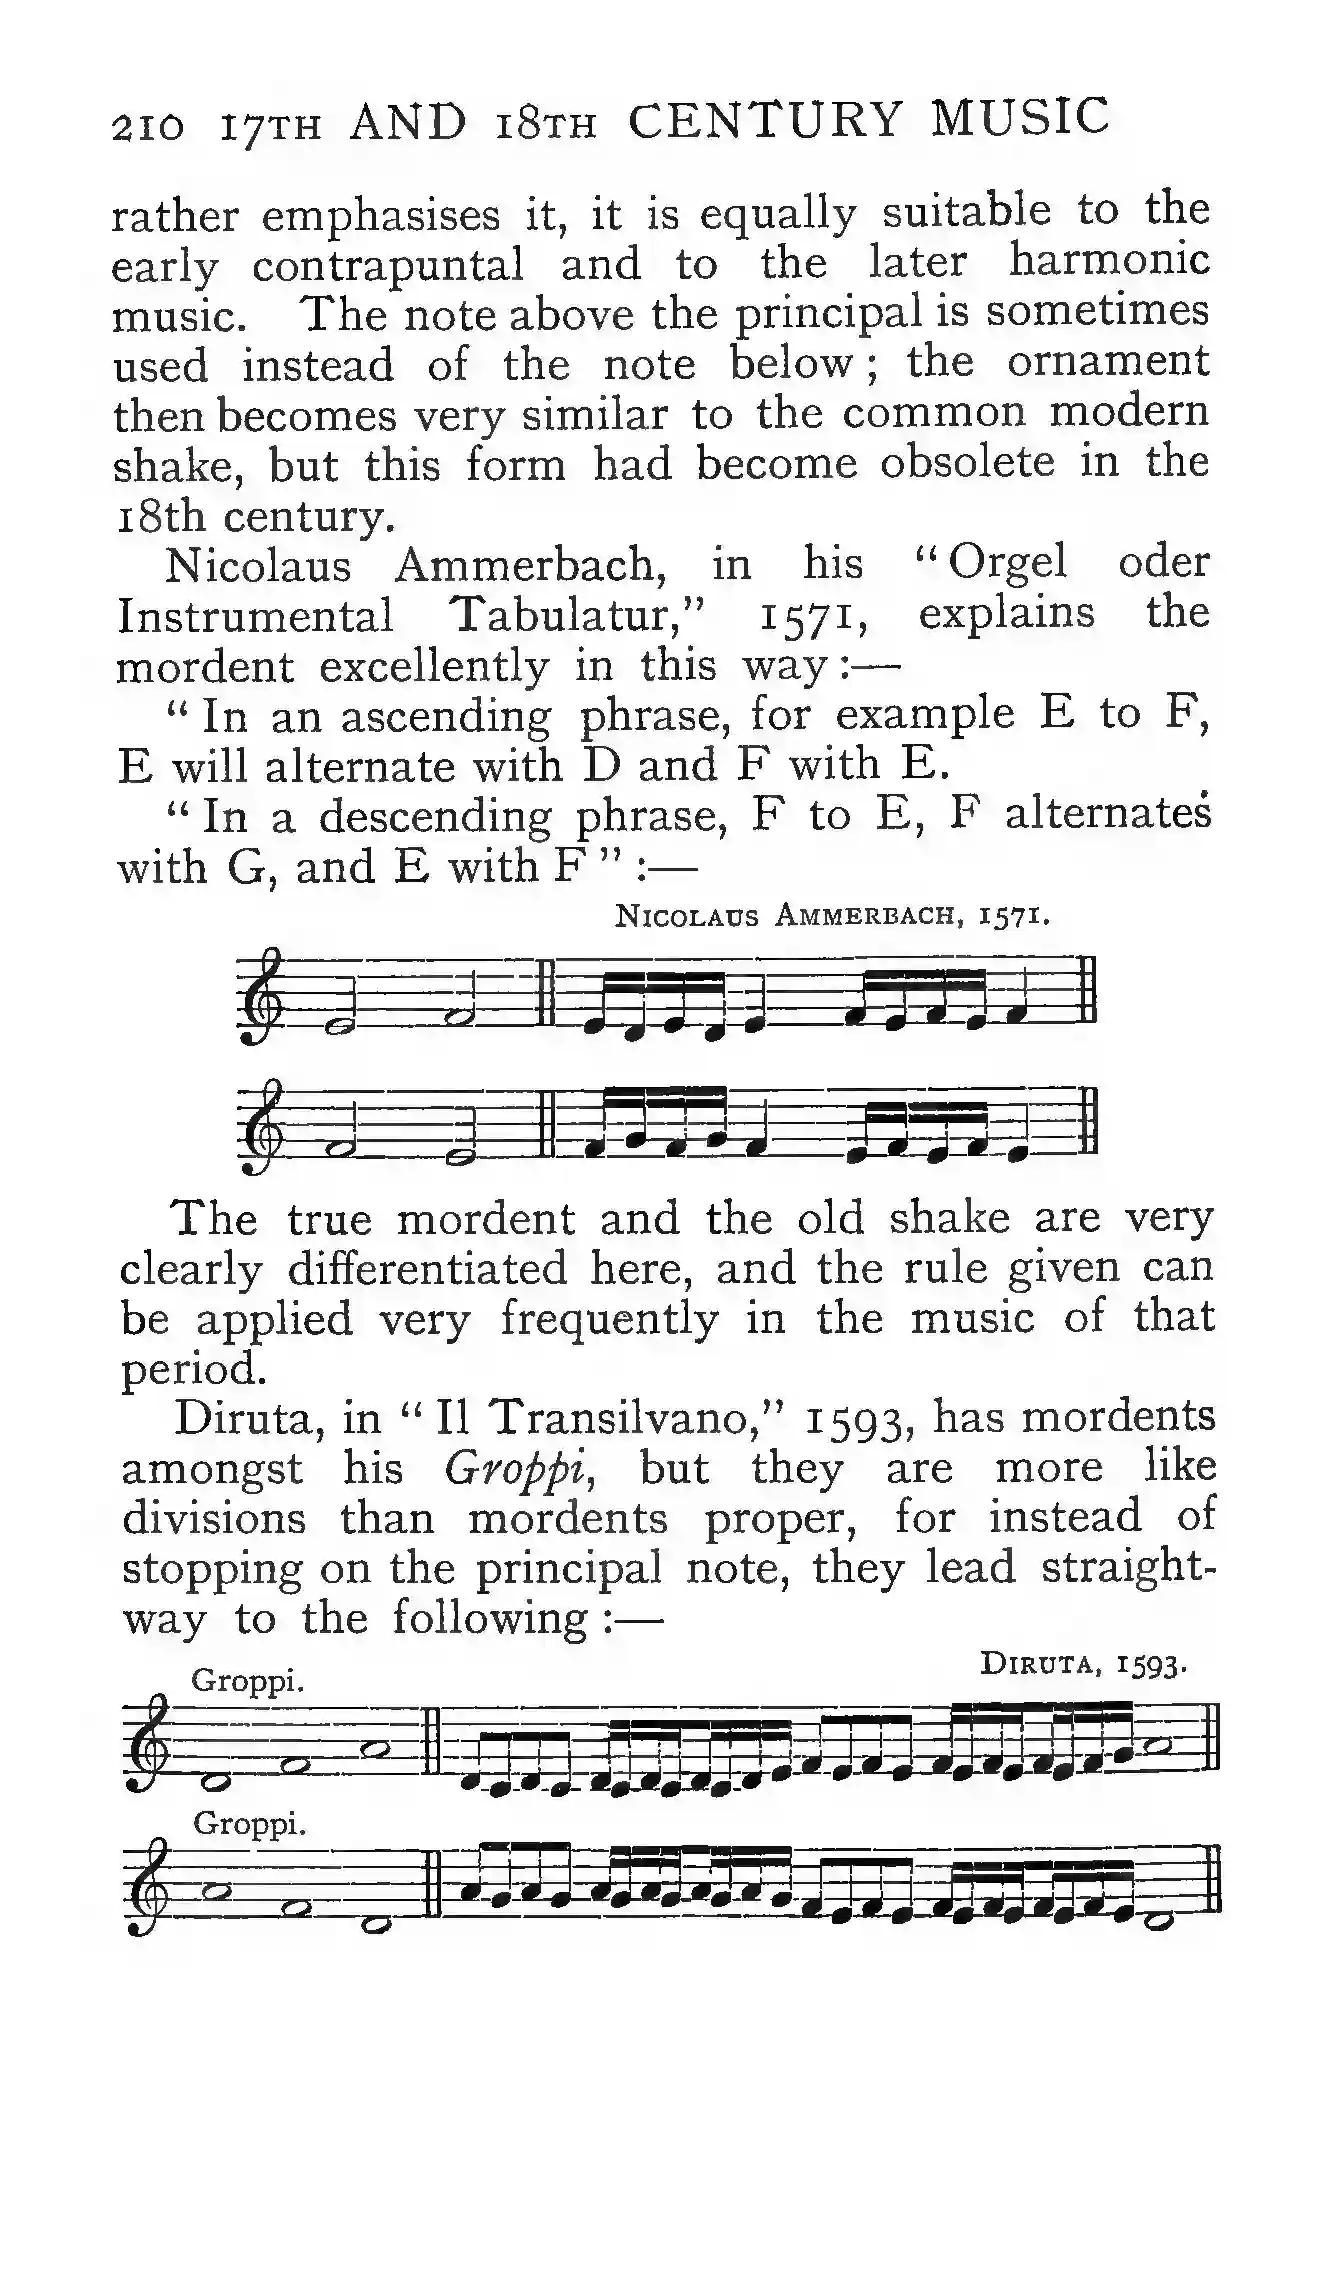 210 17TH AND 18TH CENTURY MUSIC
rather emphasises it, it is equally suitable to the
early contrapuntal and to the later harmonic
music. The note above the principal is sometimes
used instead of the note below; the ornament
then becomes very similar to the common modern
shake, but this form had become obsolete in the
18th century.
Nicolaus Ammerbach, in his “Orgel oder
Instrumental Tabulatur,” 1571, explains the
mordent excellently in this way:—
“In an ascending phrase, for example E to F,
E will alternate with D and F with E.
“In a descending phrase, F to E, F alternates
with G, and E with F” :—
NICOLAUS AMMERBACH, 1571.
The true mordent and the old shake are very
clearly differentiated here, and the rule given can
be applied very frequently in the music of that
period.
Diruta, in “Il Transilvano,” 1593, has mordents
amongst his Groppi, but they are more like
divisions than mordents proper, for instead of
stopping on the principal note, they lead straight-
way to the following :—
DIRUTA, 1593.
Groppi.
Groppi.